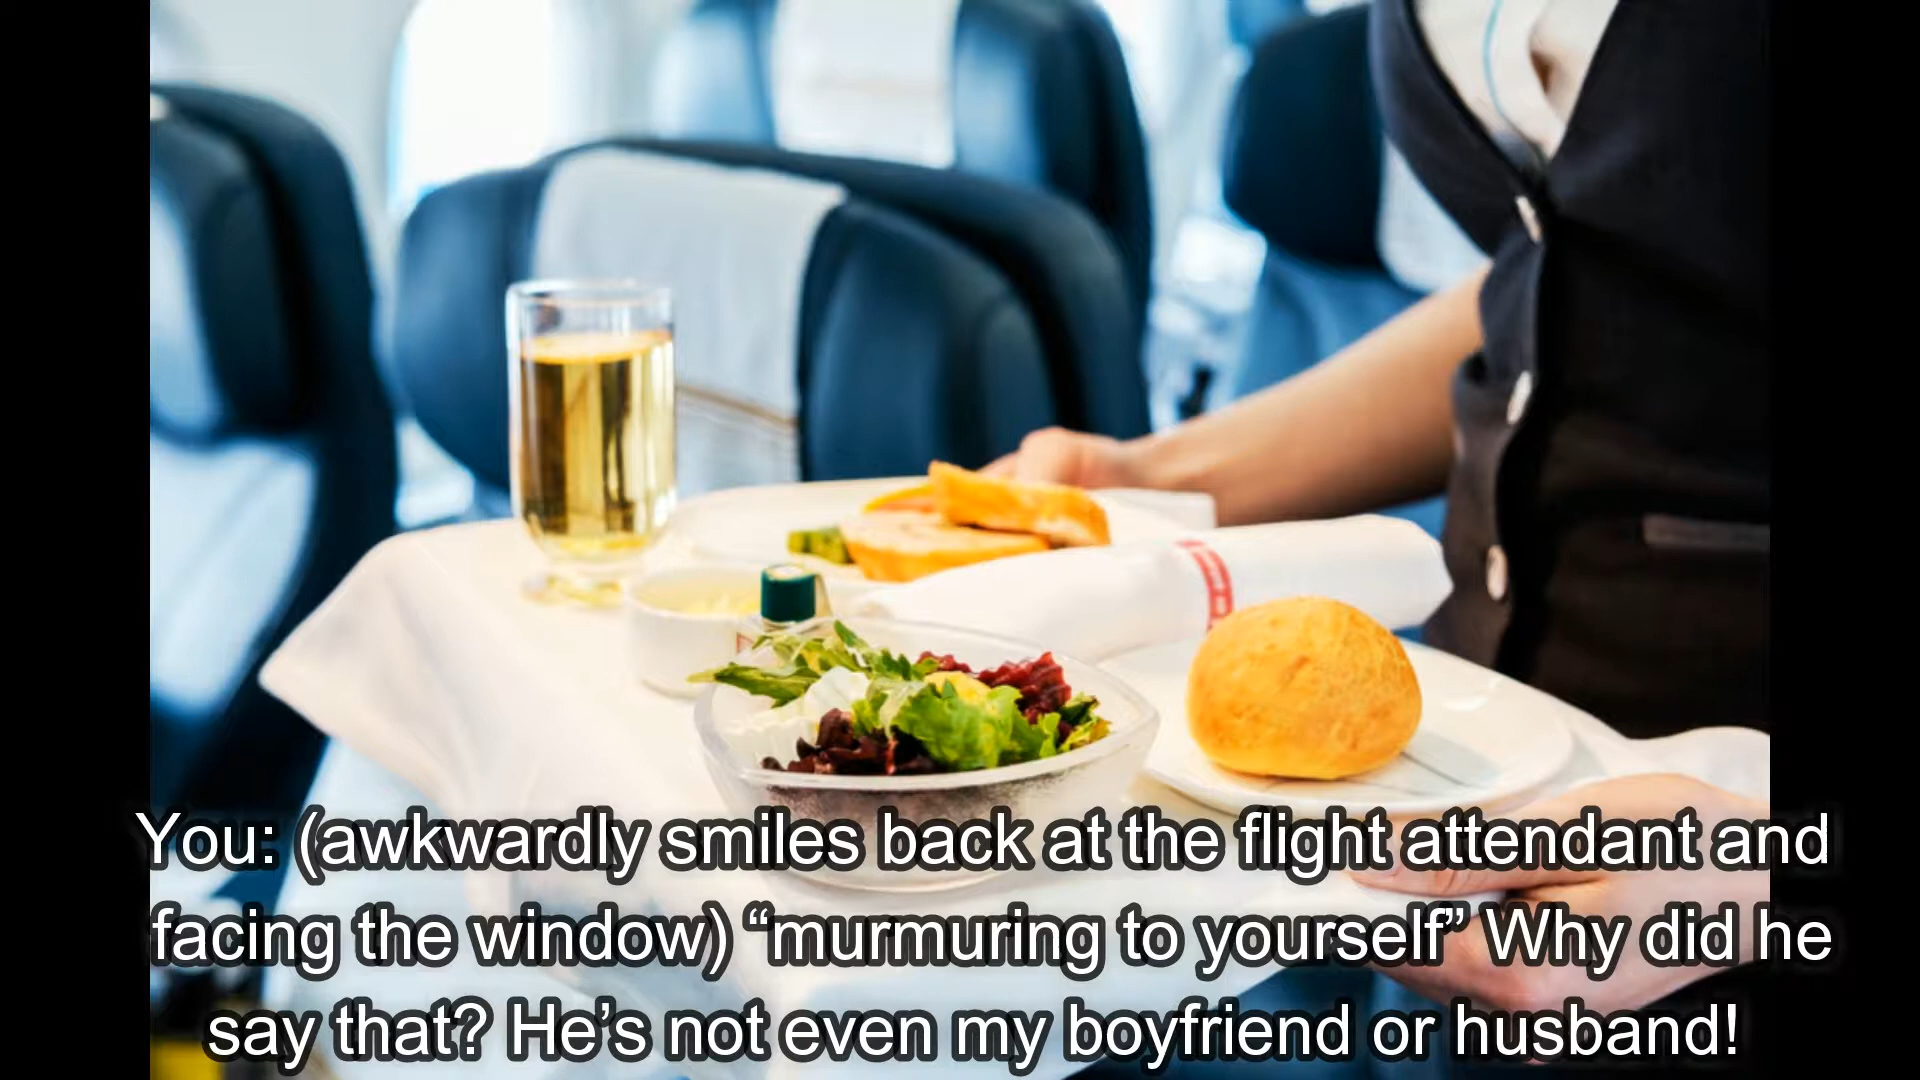 You: (awkwardly smiles back at the flight attendant and
facing the window) “murmuring to yourself” Why did he
say that? He’s not even my boyfriend or husband!